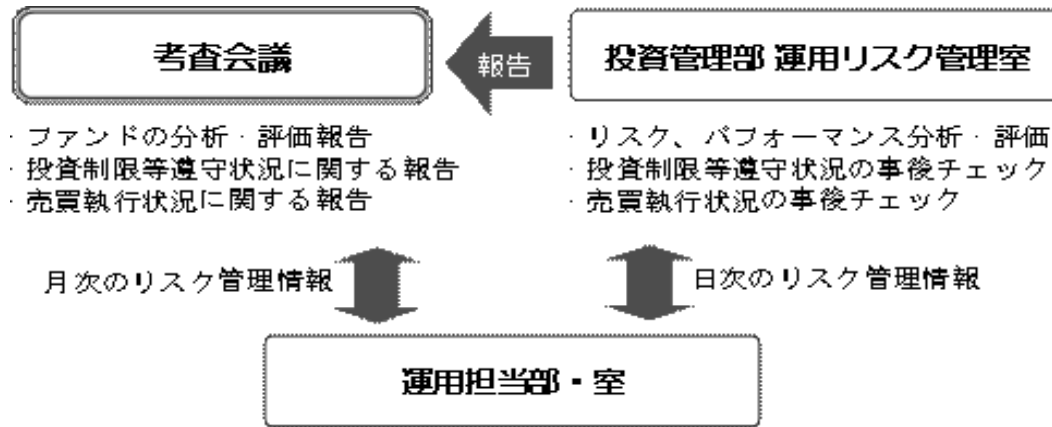 考査会議
報告
投資管理部 運用リスク管理室
・ファンドの分析・評価報告
・投資制限等遵守状況に関する報告
・売買執行状況に関する報告
・リスク、パフォーマンス分析・評価
・投資制限等遵守状況の事後チェック
・売買執行状況の事後チェック
月次のリスク管理情報
日次のリスク管理情報
運用担当部・室